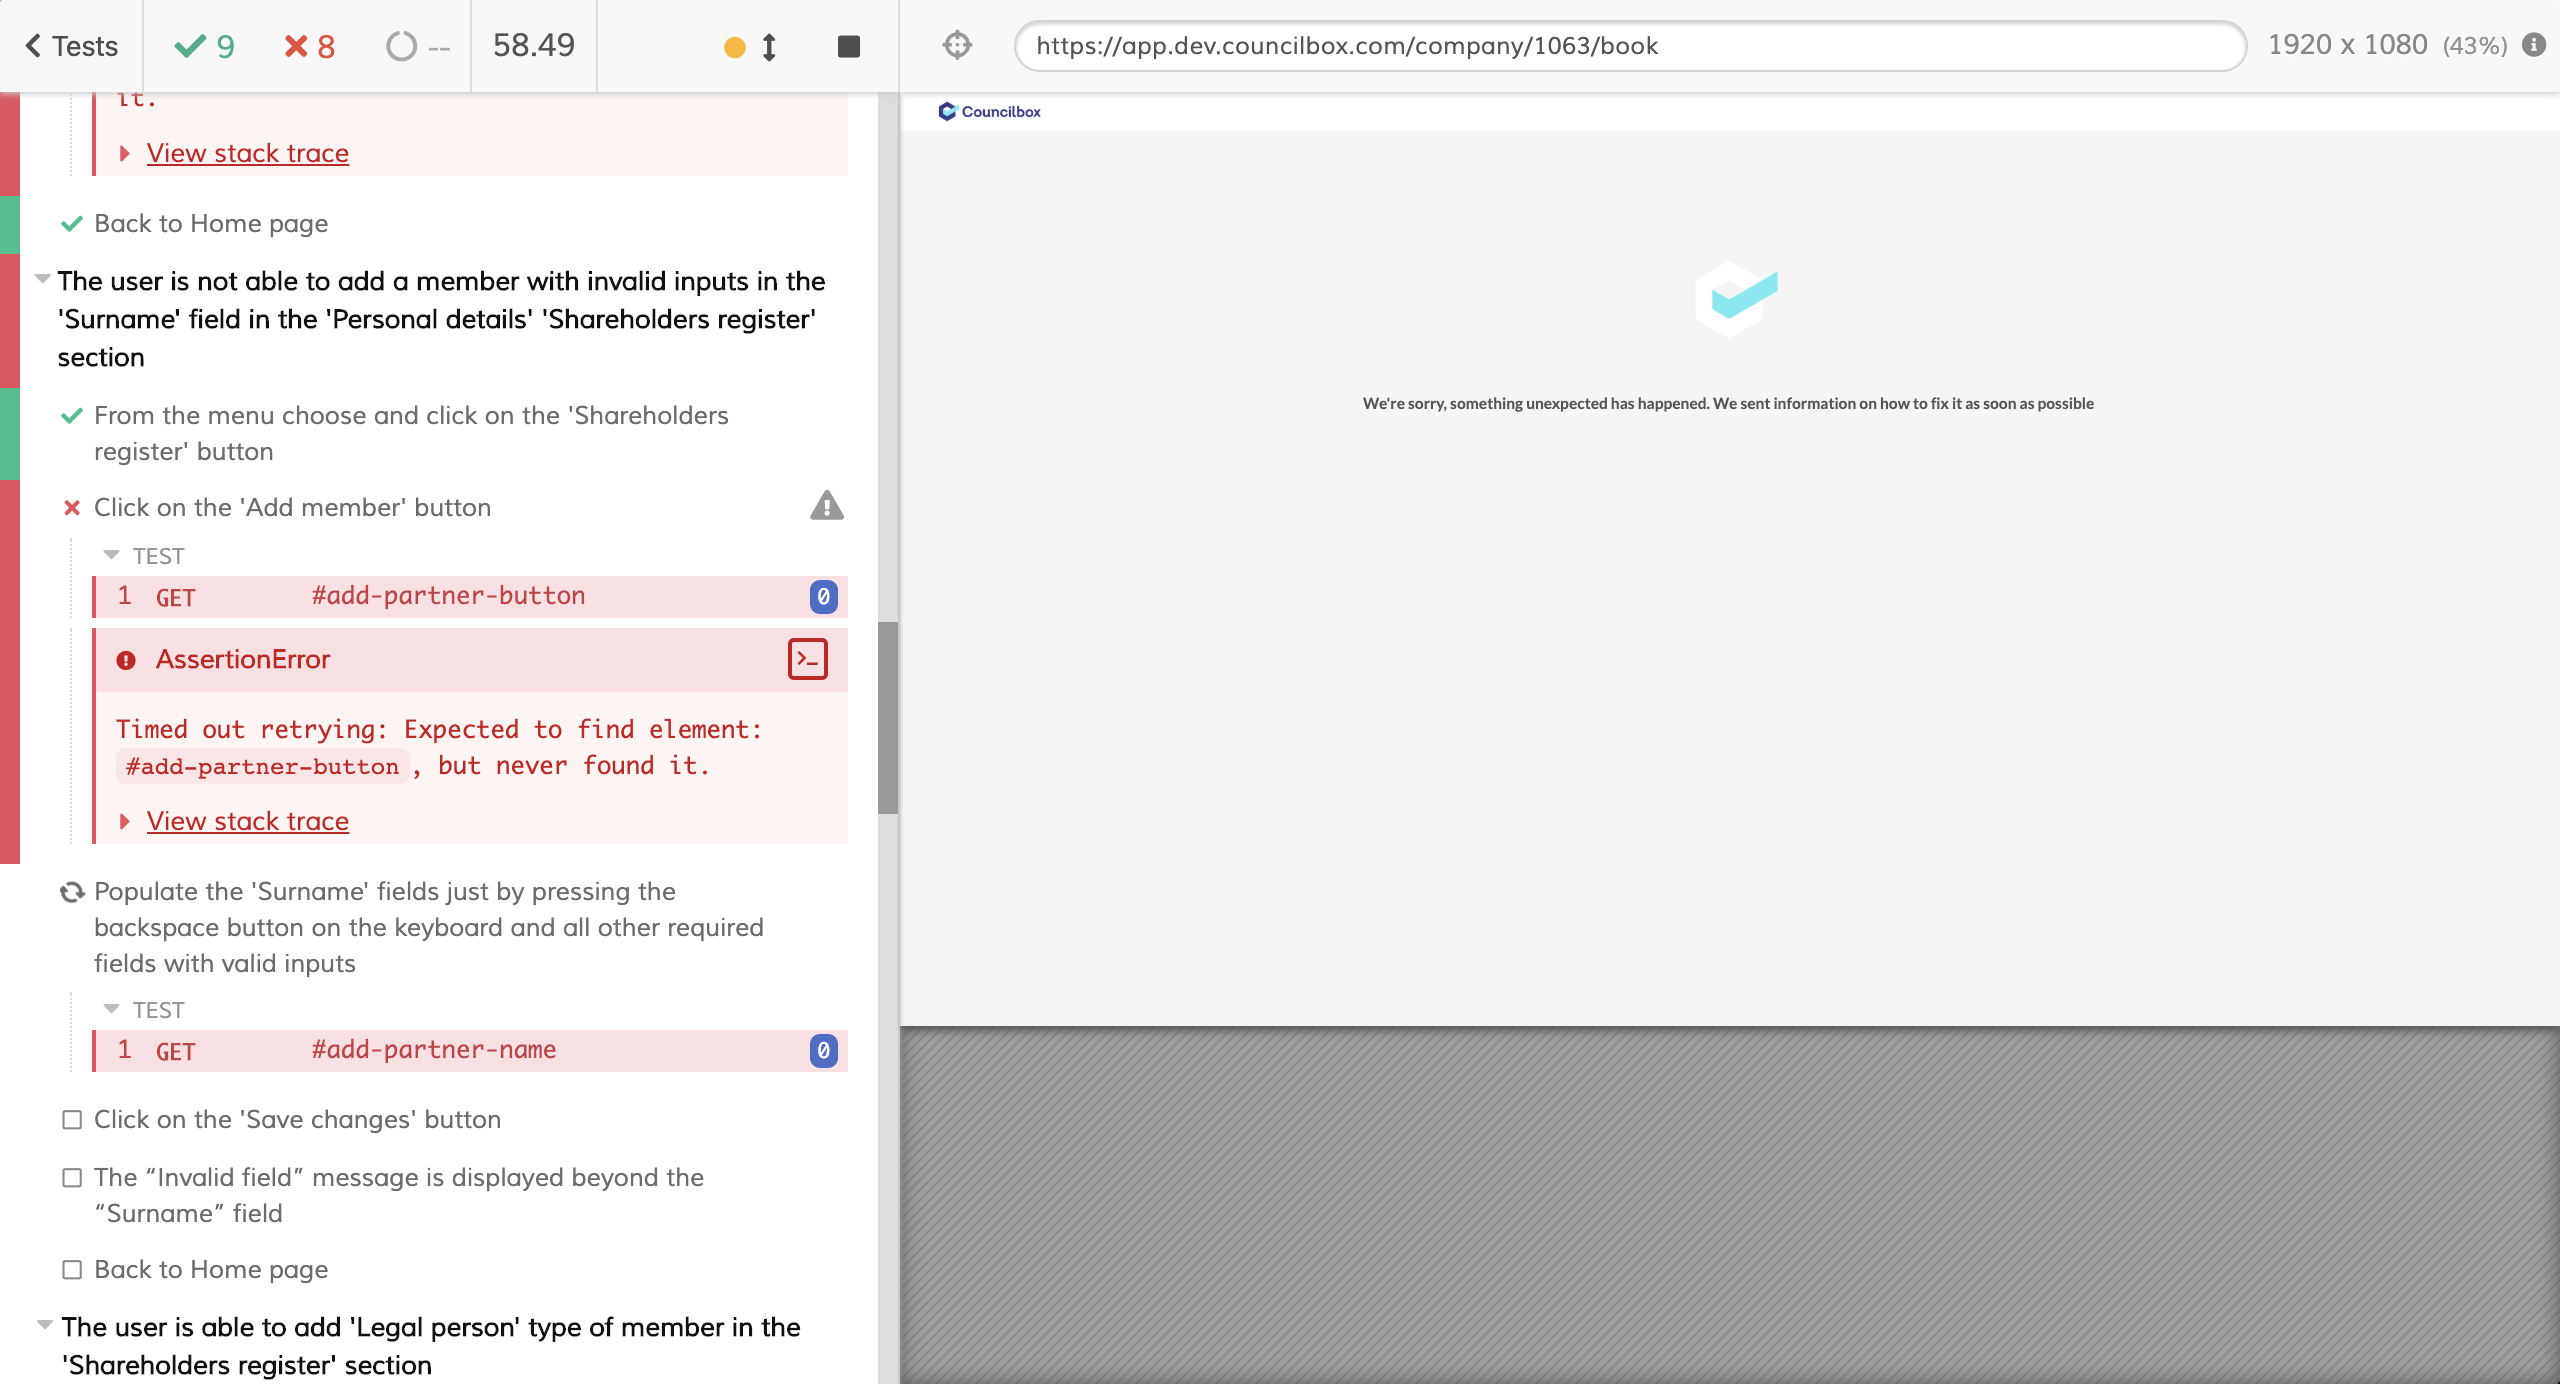 Tests
9
8
--
58.49
https://app.dev.councilbox.com/company/1063/book
1920 x 1080 (43%)
it.
View stack trace
Back to Home page
The user is not able to add a member with invalid inputs in the
'Surname' field in the 'Personal details' 'Shareholders register'
section
From the menu choose and click on the 'Shareholders
register' button
Click on the 'Add member' button
TEST
1 GET #add-partner-button 0
AssertionError
Timed out retrying: Expected to find element:
#add-partner-button, but never found it.
View stack trace
Populate the 'Surname' fields just by pressing the
backspace button on the keyboard and all other required
fields with valid inputs
TEST
1 GET #add-partner-name 0
Click on the 'Save changes' button
The “Invalid field” message is displayed beyond the
“Surname” field
Back to Home page
The user is able to add 'Legal person' type of member in the
'Shareholders register' section
Councilbox
We're sorry, something unexpected has happened. We sent information on how to fix it as soon as possible